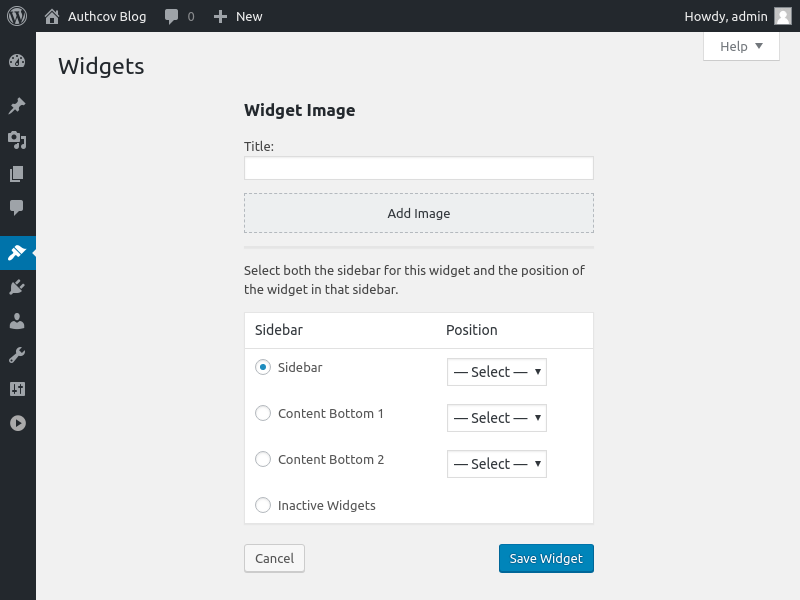 Authcov Blog 0 New Howdy, admin
Help
Widgets
Widget Image
Title:
Add Image
Select both the sidebar for this widget and the position of
the widget in that sidebar.
Sidebar Position
Sidebar — Select —
Content Bottom 1 — Select —
Content Bottom 2 — Select —
Inactive Widgets
Cancel Save Widget